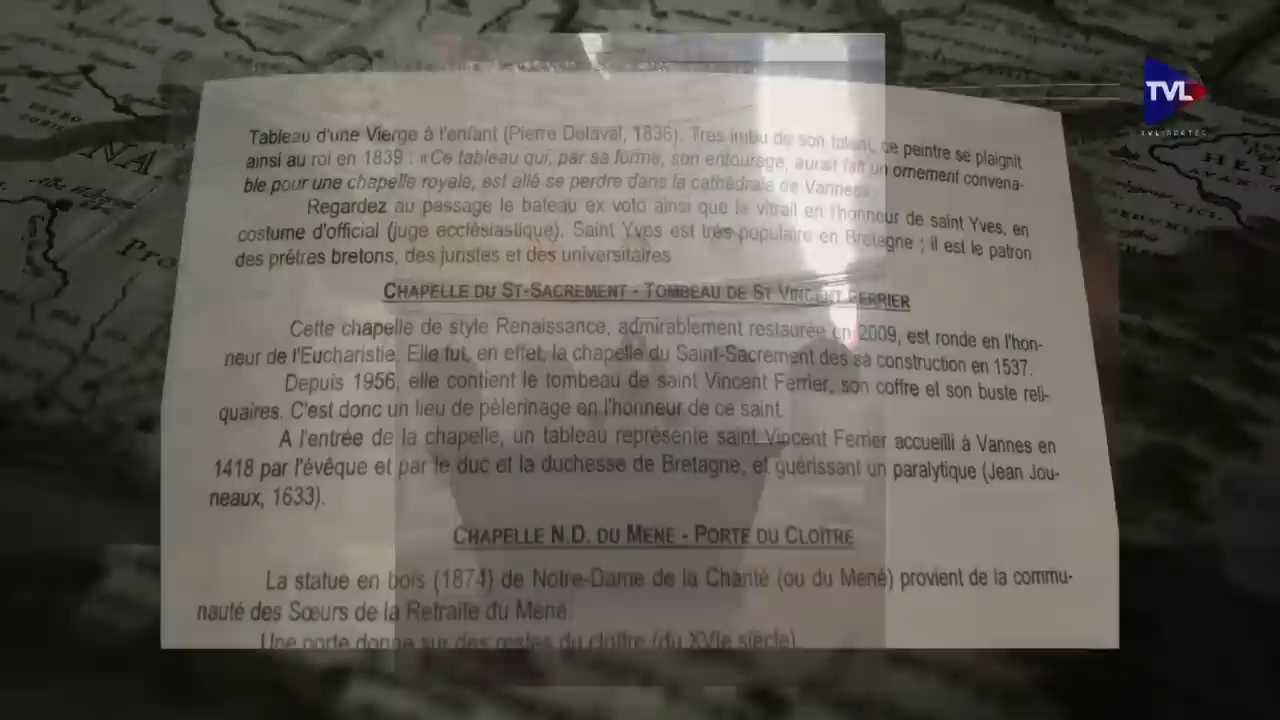 TVL
TVLIBERTÉS
NA
Pro
HEL
Tableau d'une Vierge à l'enfant (Pierre Delaval, 1836). Très imbu de son talent, ce peintre se plaignit
ainsi au roi en 1839 : «Ce tableau qui, par sa forme, son entourage, aurait fait un ornement convena-
ble pour une chapelle royale, est allé se perdre dans la cathédrale de Vannes»
Regardez au passage le bateau ex voto ainsi que le vitrail en l'honneur de saint Yves, en
costume d'official (juge ecclésiastique). Saint Yves est très populaire en Bretagne ; il est le patron
des prêtres bretons, des juristes et des universitaires
CHAPELLE DU ST-SACREMENT - TOMBEAU DE ST VINCENT FERRIER
Cette chapelle de style Renaissance, admirablement restaurée en 2009, est ronde en l'hon-
neur de l'Eucharistie. Elle fut, en effet, la chapelle du Saint-Sacrement dès sa construction en 1537.
Depuis 1956, elle contient le tombeau de saint Vincent Ferrier, son coffre et son buste reli-
quaires. C'est donc un lieu de pèlerinage en l'honneur de ce saint.
A l'entrée de la chapelle, un tableau représente saint Vincent Ferrier accueilli à Vannes en
1418 par l'évêque et par le duc et la duchesse de Bretagne, et guérissant un paralytique (Jean Jou-
neaux, 1633).
CHAPELLE N.D. DU MENE - PORTE DU CLOÎTRE
La statue en bois (1874) de Notre-Dame de la Charité (ou du Mené) provient de la commu-
nauté des Sœurs de la Retraite du Mené.
Une porte donne sur des restes du cloître (du XVIe siècle).